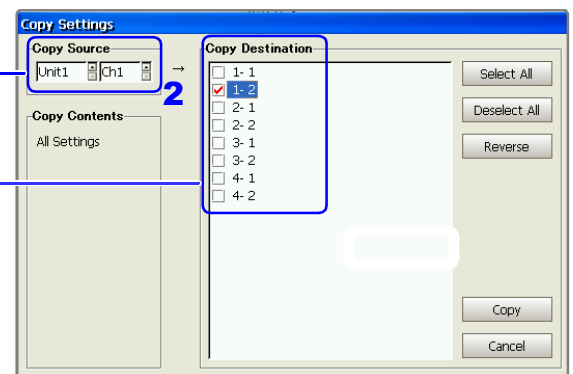 Copy Settings
Copy Source
Unit1 Ch1 → 2
Copy Contents
All Settings
Copy Destination
1- 1
1- 2
2- 1
2- 2
3- 1
3- 2
4- 1
4- 2
Select All
Deselect All
Reverse
Copy
Cancel